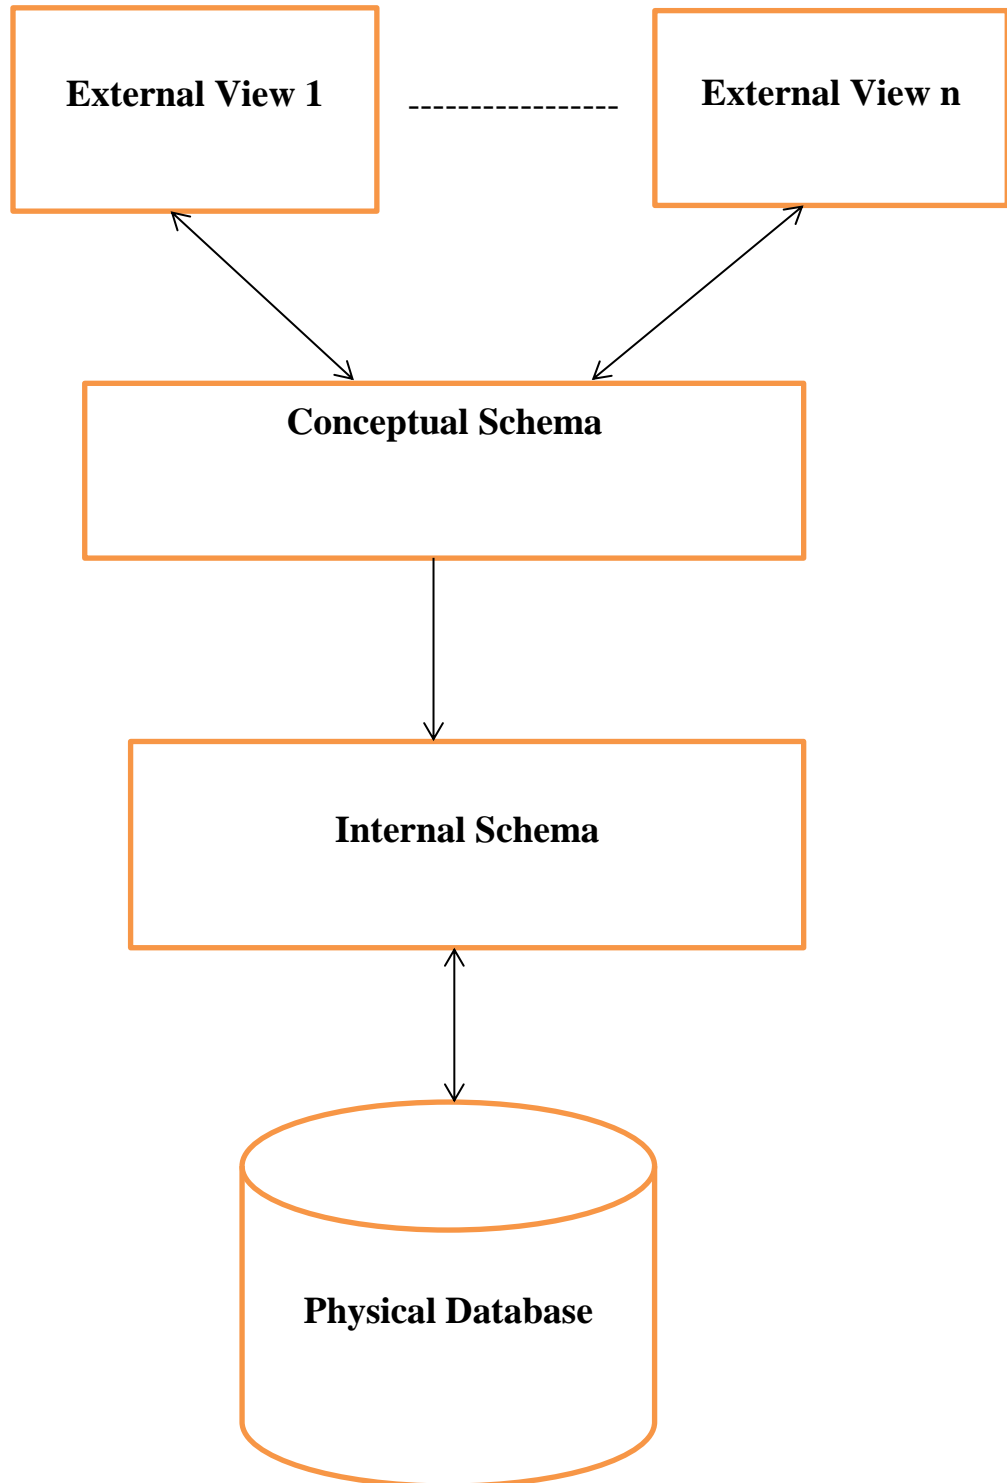 External View 1
External View n
Conceptual Schema
Internal Schema
Physical Database